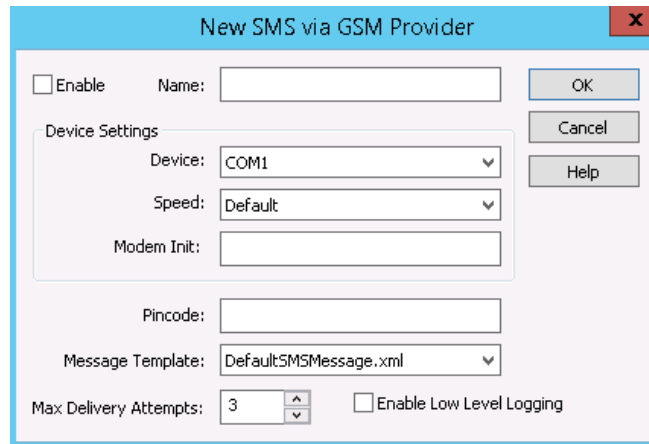 New SMS via GSM Provider
x
Enable Name:
OK
Cancel
Help
Device Settings
Device: COM1
Speed: Default
Modem Init:
Pincode:
Message Template: DefaultSMSMessage.xml
Max Delivery Attempts: 3 Enable Low Level Logging